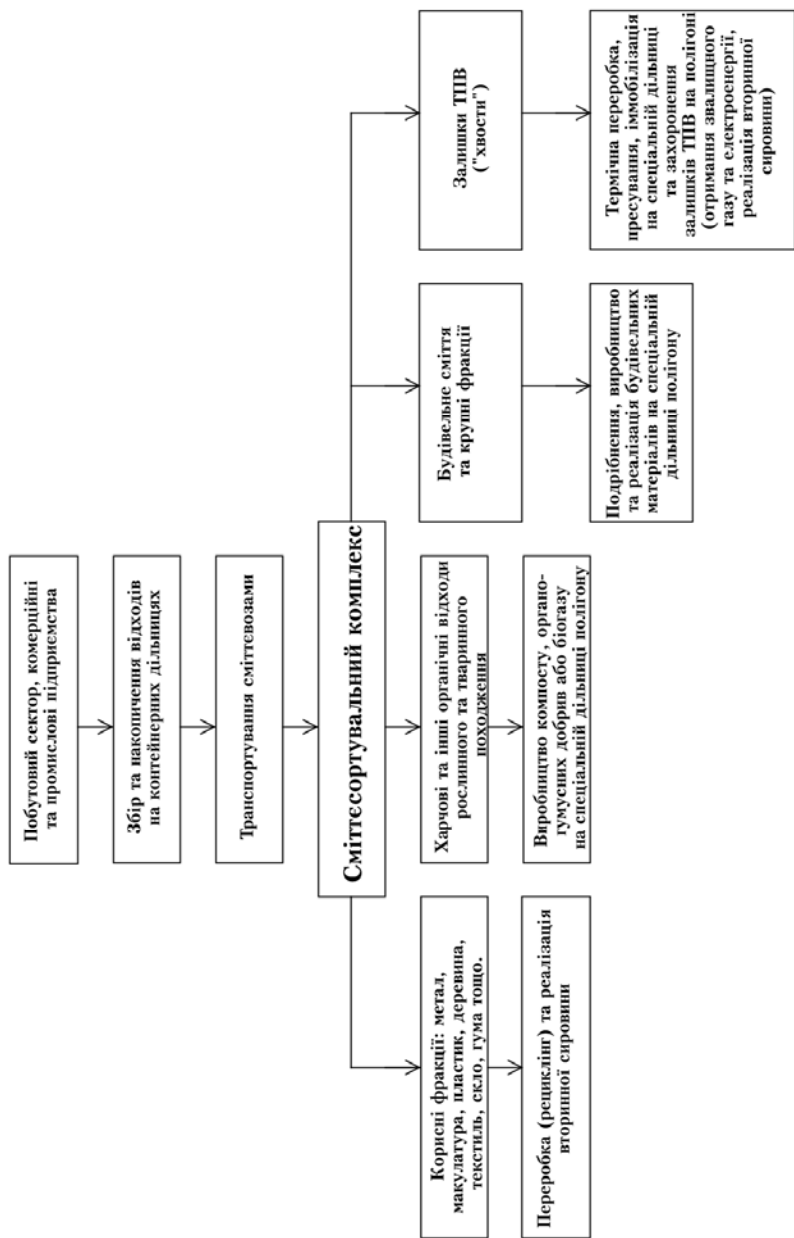 Побутовий сектор, комерційні
та промислові підприємства
Збір та накопичення відходів
на контейнерних дільницях
Транспортування сміттєвозами
Сміттєсортувальний комплекс
Корисні фракції: метал,
макулатура, пластик, деревина,
текстиль, скло, гума тощо.
Харчові та інші органічні відходи
рослинного та тваринного
походження
Будівельне сміття
та крупні фракції
Залишки ТПВ
("хвости")
Переробка (рециклінг) та реалізація
вторинної сировини
Виробництво компосту, органо-
гумусних добрив або біогазу
на спеціальній дільниці полігону
Подрібнення, виробництво
та реалізація будівельних
матеріалів на спеціальній
дільниці полігону
Термічна переробка,
пресування, іммобілізація
на спеціальній дільниці
та захоронення
залишків ТПВ на полігоні
(отримання звалищного
газу та електроенергії,
реалізація вторинної
сировини)